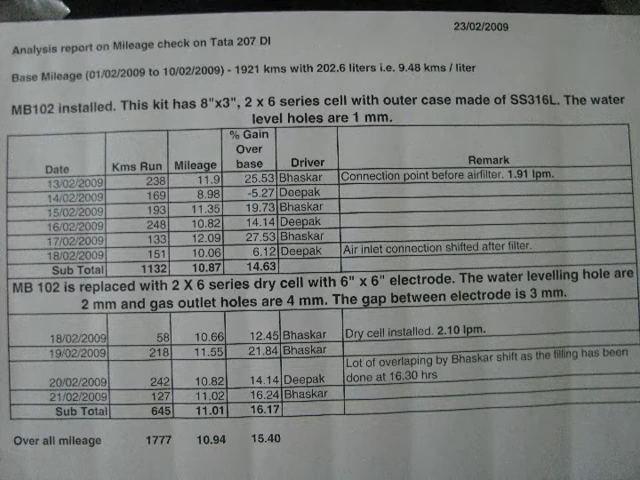 23/02/2009
Analysis report on Mileage check on Tata 207 DI
Base Mileage (01/02/2009 to 10/02/2009) - 1921 kms with 202.6 liters i.e. 9.48 kms / liter
MB102 installed. This kit has 8"x3", 2 x 6 series cell with outer case made of SS316L. The water
level holes are 1 mm.
Date Kms Run Mileage % Gain Over base Driver Remark
13/02/2009 238 11.9 25.53 Bhaskar Connection point before airfilter. 1.91 lpm.
14/02/2009 169 8.98 -5.27 Deepak
15/02/2009 193 11.35 19.73 Bhaskar
16/02/2009 248 10.82 14.14 Deepak
17/02/2009 133 12.09 27.53 Bhaskar
18/02/2009 151 10.06 6.12 Deepak Air inlet connection shifted after filter.
Sub Total 1132 10.87 14.63
MB 102 is replaced with 2 X 6 series dry cell with 6" x 6" electrode. The water levelling hole are
2 mm and gas outlet holes are 4 mm. The gap between electrode is 3 mm.
18/02/2009 58 10.66 12.45 Bhaskar Dry cell installed. 2.10 lpm.
19/02/2009 218 11.55 21.84 Bhaskar
Lot of overlaping by Bhaskar shift as the filling has been
20/02/2009 242 10.82 14.14 Deepak done at 16.30 hrs
21/02/2009 127 11.02 16.24 Bhaskar
Sub Total 645 11.01 16.17
Over all mileage 1777 10.94 15.40